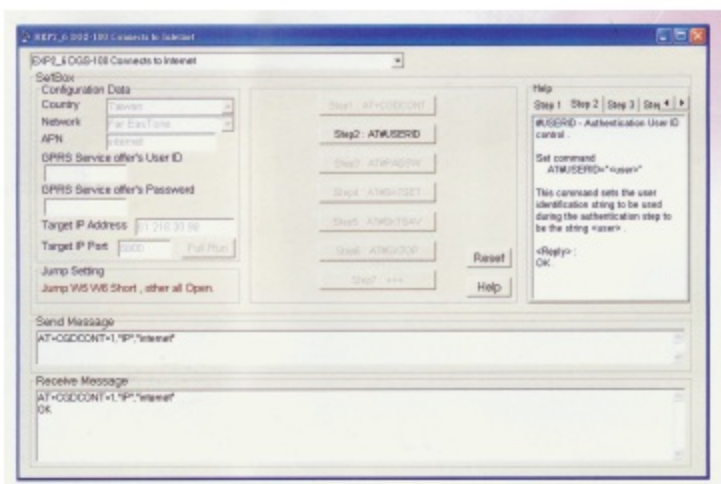 EXP2_6 DGS-100 Connects to Internet
EXP2_6 DGS-100 Connects to Internet
SetBox
Configuration Data
Country Taiwan
Network Far EasTone
APN internet
GPRS Service offer's User ID
GPRS Service offer's Password
Target IP Address
Target IP Port
Jump Setting
Jump W5 W6 Short , other all Open.
Step1 : AT+CGDCONT
Step2 : AT#USERID
Step3 : AT#PASSW
Step4 : AT#SKTSET
Step5 : AT#SKTSAV
Step6 : AT#SKTOP
Step7 : +++
Reset
Help
Help
Step 1 Step 2 Step 3 Step
#USERID - Authentication User ID
control .
Set command
AT#USERID="<user>"
This command sets the user
identification string to be used
during the authentication step to
be the string <user> .
<Reply> :
OK .
Send Message
AT+CGDCONT=1,"IP","internet"
Receive Message
AT+CGDCONT=1,"IP","internet"
OK